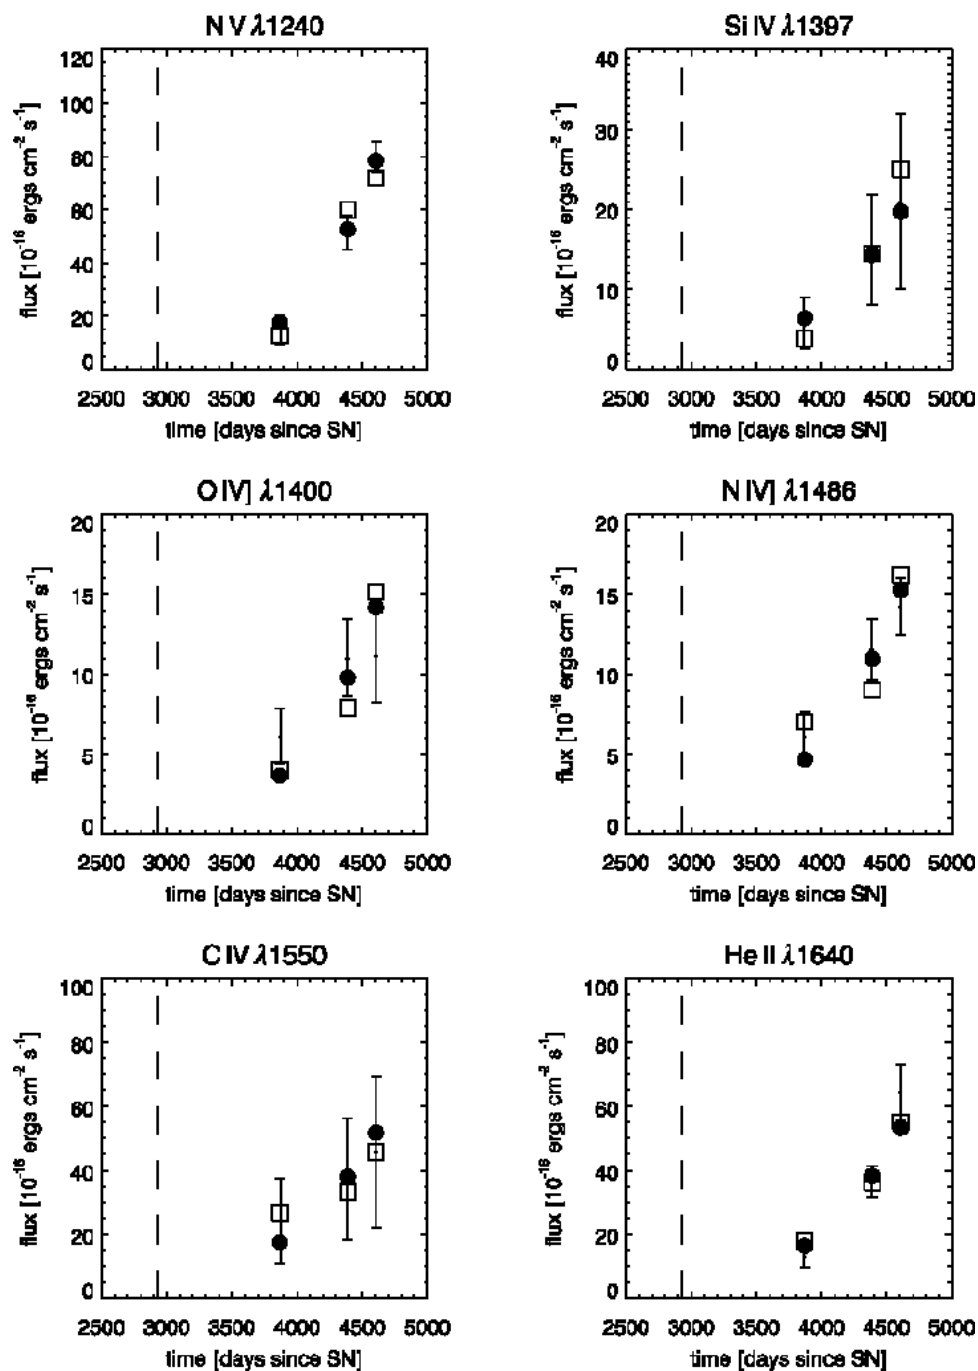 N V λ1240
120
100
80
60
40
20
0
flux [10⁻¹⁶ ergs cm⁻² s⁻¹]
2500 3000 3500 4000 4500 5000
time [days since SN]
Si IV λ1397
40
30
20
10
0
flux [10⁻¹⁶ ergs cm⁻² s⁻¹]
2500 3000 3500 4000 4500 5000
time [days since SN]
O IV] λ1400
20
15
10
5
0
flux [10⁻¹⁶ ergs cm⁻² s⁻¹]
2500 3000 3500 4000 4500 5000
time [days since SN]
N IV] λ1486
20
15
10
5
0
flux [10⁻¹⁶ ergs cm⁻² s⁻¹]
2500 3000 3500 4000 4500 5000
time [days since SN]
C IV λ1550
100
80
60
40
20
0
flux [10⁻¹⁶ ergs cm⁻² s⁻¹]
2500 3000 3500 4000 4500 5000
time [days since SN]
He II λ1640
100
80
60
40
20
0
flux [10⁻¹⁶ ergs cm⁻² s⁻¹]
2500 3000 3500 4000 4500 5000
time [days since SN]